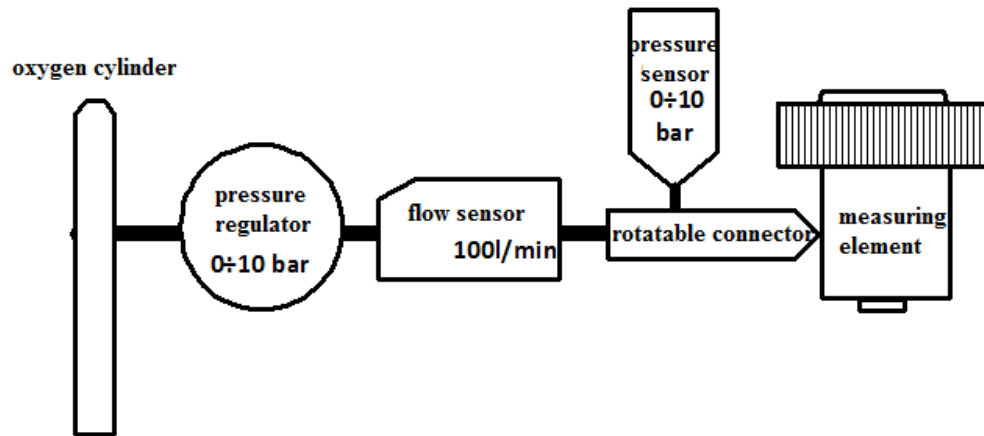 oxygen cylinder
pressure
regulator
0÷10 bar
flow sensor
100l/min
pressure
sensor
0÷10
bar
rotatable connector
measuring
element